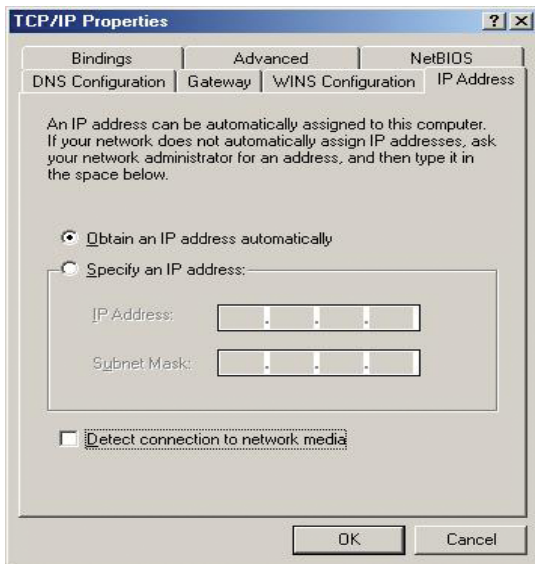 TCP/IP Properties
Bindings Advanced NetBIOS
DNS Configuration Gateway WINS Configuration IP Address
An IP address can be automatically assigned to this computer.
If your network does not automatically assign IP addresses, ask
your network administrator for an address, and then type it in
the space below.
Obtain an IP address automatically
Specify an IP address:
IP Address:
Subnet Mask:
Detect connection to network media
OK Cancel